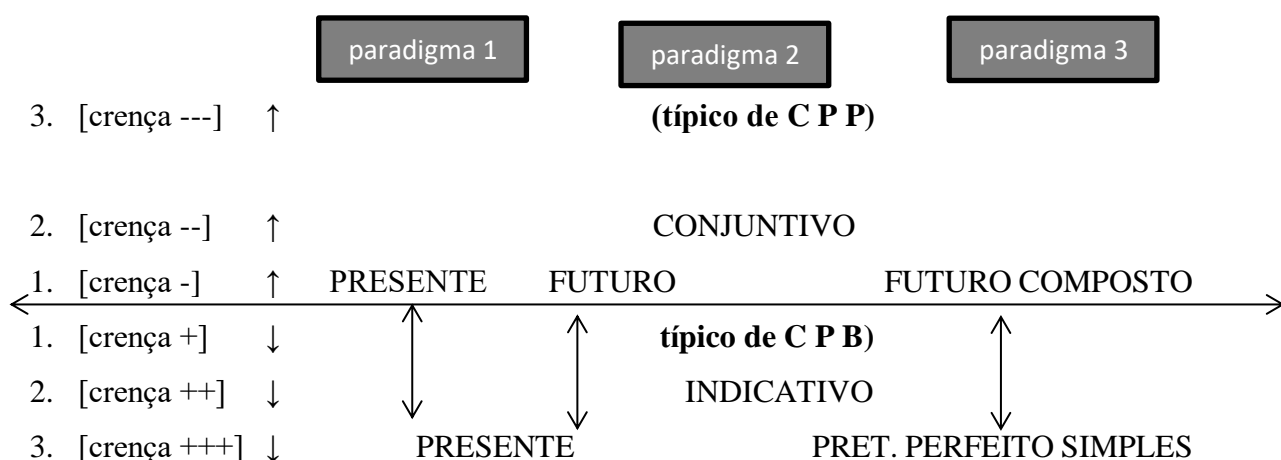 paradigma 1 paradigma 2 paradigma 3
3. [crença ---] ↑ (típico de C P P)
2. [crença --] ↑ CONJUNTIVO
1. [crença -] ↑ PRESENTE FUTURO FUTURO COMPOSTO
1. [crença +] ↓ típico de C P B)
2. [crença ++] ↓ INDICATIVO
3. [crença +++] ↓ PRESENTE PRET. PERFEITO SIMPLES